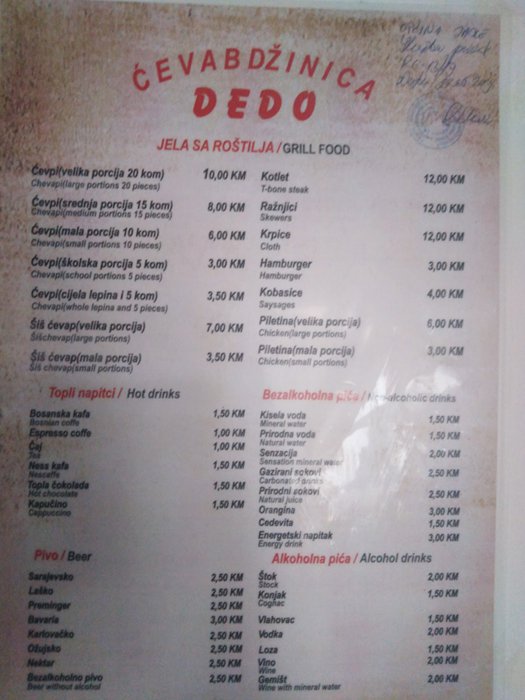 ĆEVABDŽINICA
DEDO
JELA SA ROŠTILJA / GRILL FOOD
Ćevpi(velika porcija 20 kom) 10,00 KM
Chevapi(large portions 20 pieces)
Ćevpi(srednja porcija 15 kom) 8,00 KM
Chevapi(medium portions 15 pieces)
Ćevpi(mala porcija 10 kom) 6,00 KM
Chevapi(small portions 10 pieces)
Ćevpi(školska porcija 5 kom) 3,00 KM
Chevapi(school portions 5 pieces)
Ćevpi(cijela lepina i 5 kom) 3,50 KM
Chevapi(whole lepina and 5 pieces)
Šiš ćevap(velika porcija) 7,00 KM
Šišchevap(large portions)
Šiš ćevap(mala porcija) 3,50 KM
Šiš chevap(small portions)
Kotlet 12,00 KM
T-bone steak
Ražnjici 12,00 KM
Skewers
Krpice 12,00 KM
Cloth
Hamburger 3,00 KM
Hamburger
Kobasice 4,00 KM
Saysages
Piletina(velika porcija) 6,00 KM
Chicken(large portions)
Piletina(mala porcija) 3,00 KM
Chicken(small portions)
Topli napitci / Hot drinks
Bosanska kafa 1,50 KM
Bosnian coffe
Espresso coffe 1,00 KM
Čaj 1,00 KM
Tea
Ness kafa 1,50 KM
Nescaffe
Topla čokolada 1,50 KM
Hot chocolate
Kapućino 1,50 KM
Cappuccino
Bezalkoholna pića / Non-alcoholic drinks
Kisela voda 1,50 KM
Mineral water
Prirodna voda 1,50 KM
Natural water
Senzacija 2,00 KM
Sensation mineral water
Gazirani sokovi 2,50 KM
Carbonated drinks
Prirodni sokovi 2,50 KM
Natural juice
Orangina 3,00 KM
Cedevita 1,50 KM
Energetski napitak 3,00 KM
Energy drink
Pivo / Beer
Sarajevsko 2,50 KM
Laško 2,50 KM
Preminger 2,50 KM
Bavaria 3,00 KM
Karlovačko 2,50 KM
Ožujsko 2,50 KM
Nektar 2,50 KM
Bezalkoholno pivo 2,50 KM
Beer without alcohol
Alkoholna pića / Alcohol drinks
Štok 2,00 KM
Stock
Konjak 1,50 KM
Cognac
Vlahovac 1,50 KM
Vodka 2,00 KM
Loza 1,50 KM
Vino 2,00 KM
Wine
Gemišt 2,00 KM
Wine with mineral water